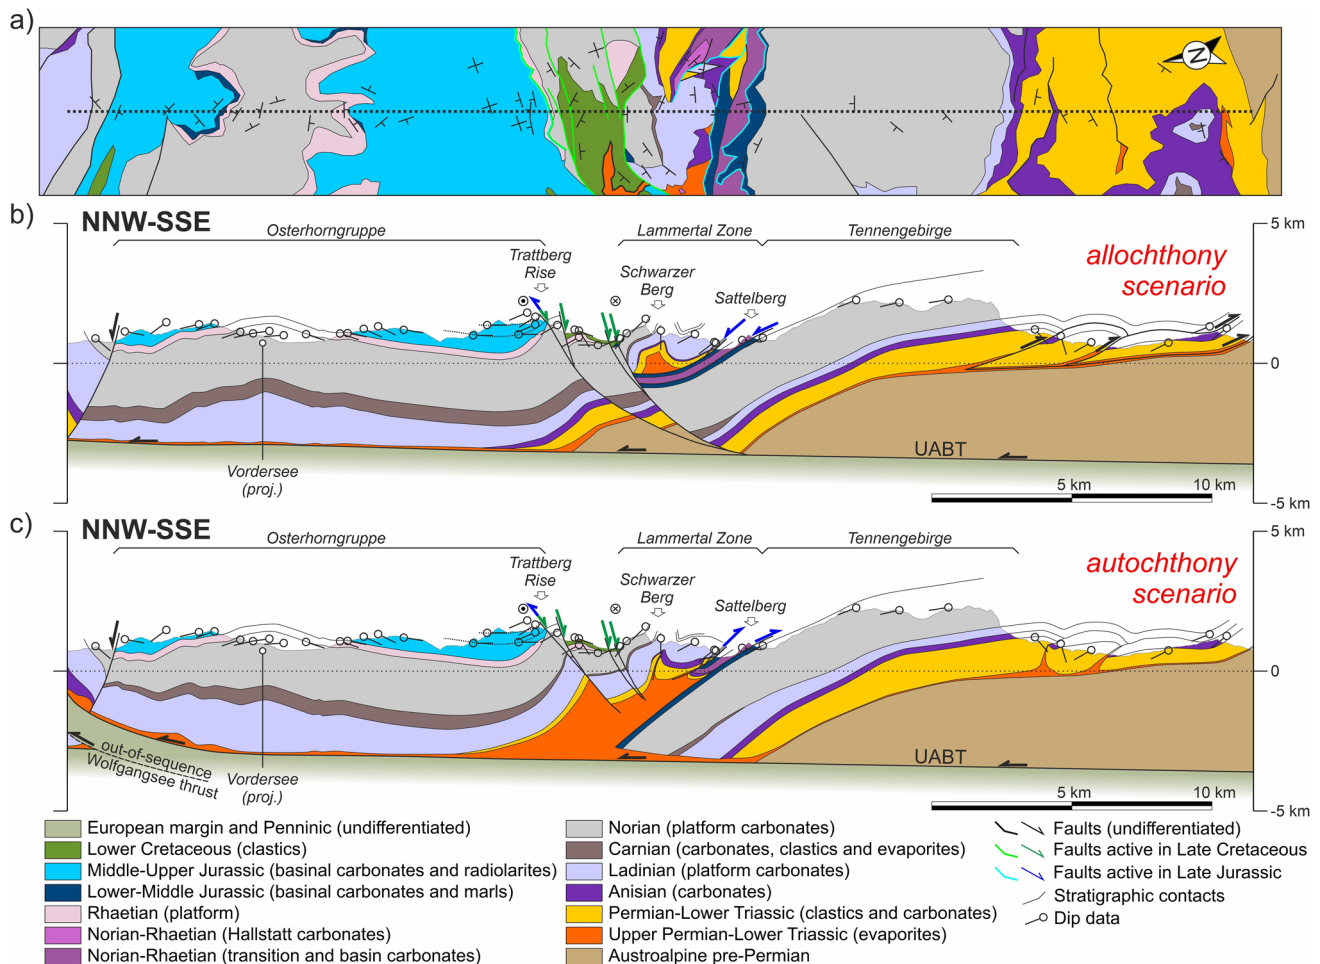 a)
N
b)
NNW-SSE
Osterhorngruppe
Lammertal Zone
Tennengebirge
5 km
Trattberg
Rise
Schwarzer
Berg
Sattelberg
allochthony
scenario
0
UABT
Vordersee
(proj.)
5 km
10 km
-5 km
c)
NNW-SSE
Osterhorngruppe
Lammertal Zone
Tennengebirge
5 km
Trattberg
Rise
Schwarzer
Berg
Sattelberg
autochthony
scenario
0
out-of-sequence
Wolfgangsee thrust
UABT
Vordersee
(proj.)
5 km
10 km
-5 km
European margin and Penninic (undifferentiated)
Lower Cretaceous (clastics)
Middle-Upper Jurassic (basinal carbonates and radiolarites)
Lower-Middle Jurassic (basinal carbonates and marls)
Rhaetian (platform)
Norian-Rhaetian (Hallstatt carbonates)
Norian-Rhaetian (transition and basin carbonates)
Norian (platform carbonates)
Carnian (carbonates, clastics and evaporites)
Ladinian (platform carbonates)
Anisian (carbonates)
Permian-Lower Triassic (clastics and carbonates)
Upper Permian-Lower Triassic (evaporites)
Austroalpine pre-Permian
Faults (undifferentiated)
Faults active in Late Cretaceous
Faults active in Late Jurassic
Stratigraphic contacts
Dip data